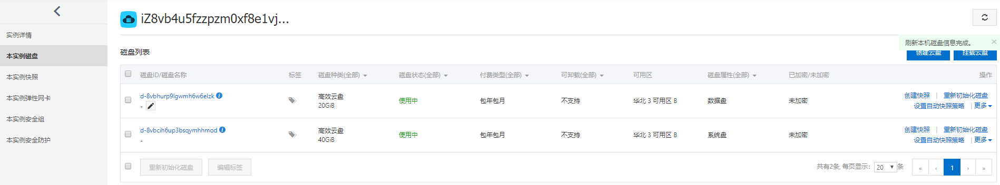 iZ8vb4u5fzzpzm0xf8e1vj...
实例详情
本实例磁盘
本实例快照
本实例弹性网卡
本实例安全组
本实例安全防护
刷新本机磁盘信息完成。 ×
磁盘列表
创建云盘 挂载云盘
磁盘ID/磁盘名称 标签 磁盘种类(全部) 磁盘状态(全部) 付费类型(全部) 可卸载(全部) 可用区 磁盘属性(全部) 已加密/未加密 操作
d-8vbhurp9lgwmh6w6elzk 高效云盘 使用中 包年包月 不支持 华北 3 可用区 B 数据盘 未加密 创建快照 | 重新初始化磁盘
- 20GiB 设置自动快照策略 | 更多
d-8vbcih6up3bsqymhhmod 高效云盘 使用中 包年包月 不支持 华北 3 可用区 B 系统盘 未加密 创建快照 | 重新初始化磁盘
- 40GiB 设置自动快照策略 | 更多
重新初始化磁盘 编辑标签 共有2条, 每页显示: 20 条 « ‹ 1 › »